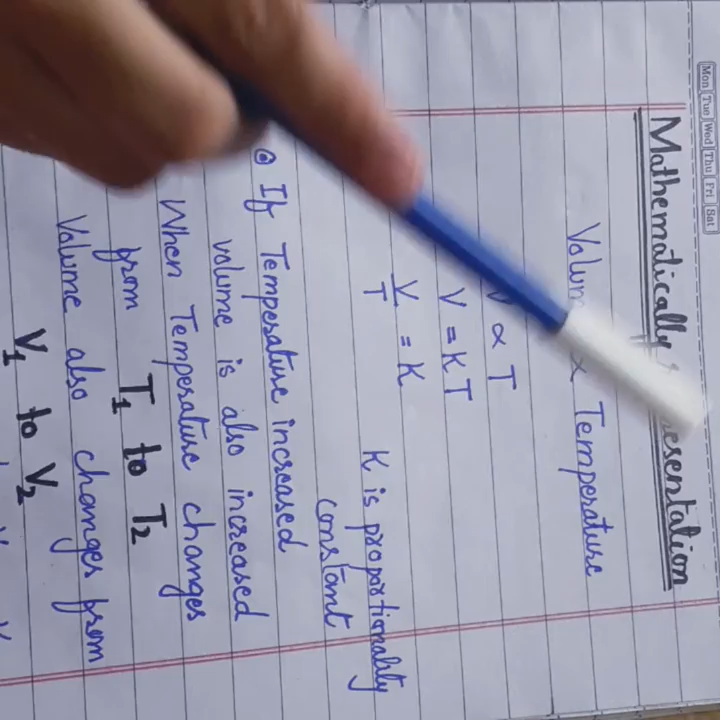 Mon Tue Wed Thu Fri Sat
Mathematically
Temperature
∝ T
V = KT
V/T = K
K is proportionality
constant
If Temperature increased
volume is also increased
When Temperature changes
from T1 to T2
Volume also changes from
V1 to V2